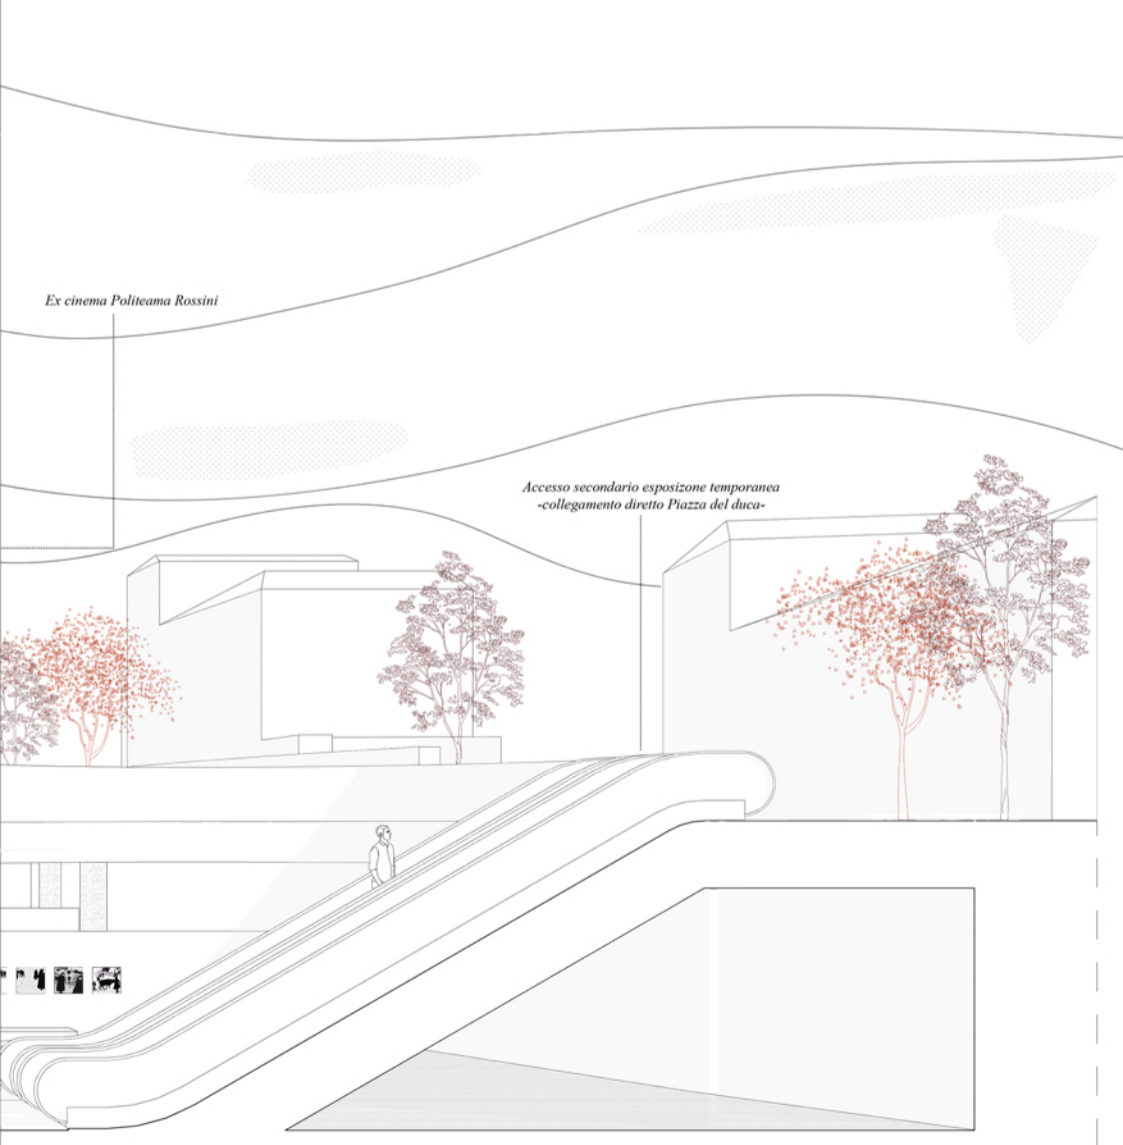 Ex cinema Politeama Rossini
Accesso secondario esposizone temporanea
-collegamento diretto Piazza del duca-